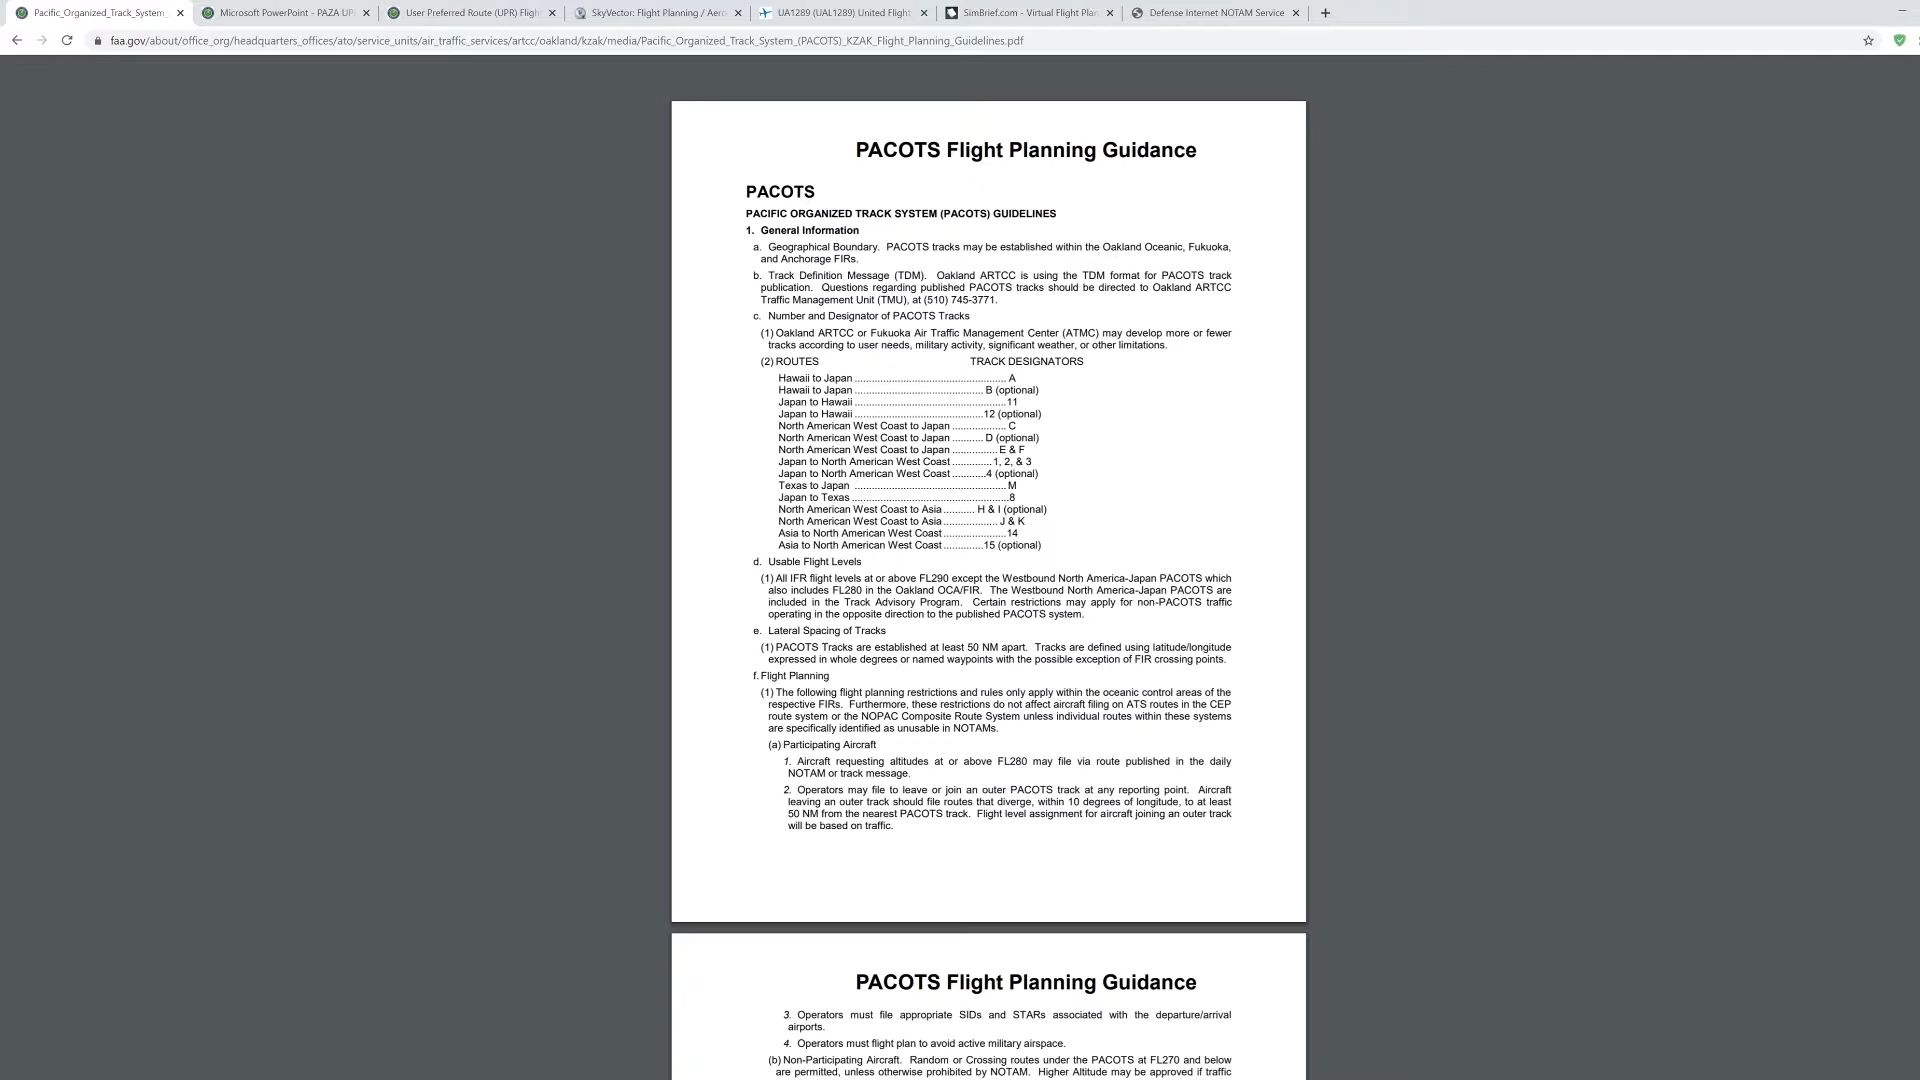 Pacific_Organized_Track_System_
Microsoft PowerPoint - PAZA UP
User Preferred Route (UPR) Fligh
SkyVector: Flight Planning / Aero
UA1289 (UAL1289) United Flight
SimBrief.com - Virtual Flight Plan
Defense Internet NOTAM Service
faa.gov/about/office_org/headquarters_offices/ato/service_units/air_traffic_services/artcc/oakland/kzak/media/Pacific_Organized_Track_System_(PACOTS)_KZAK_Flight_Planning_Guidelines.pdf
PACOTS Flight Planning Guidance
PACOTS
PACIFIC ORGANIZED TRACK SYSTEM (PACOTS) GUIDELINES
1. General Information
a. Geographical Boundary. PACOTS tracks may be established within the Oakland Oceanic, Fukuoka,
and Anchorage FIRs.
b. Track Definition Message (TDM). Oakland ARTCC is using the TDM format for PACOTS track
publication. Questions regarding published PACOTS tracks should be directed to Oakland ARTCC
Traffic Management Unit (TMU), at (510) 745-3771.
c. Number and Designator of PACOTS Tracks
(1) Oakland ARTCC or Fukuoka Air Traffic Management Center (ATMC) may develop more or fewer
tracks according to user needs, military activity, significant weather, or other limitations.
(2) ROUTES TRACK DESIGNATORS
Hawaii to Japan ...................................................... A
Hawaii to Japan .............................................. B (optional)
Japan to Hawaii ......................................................11
Japan to Hawaii ..............................................12 (optional)
North American West Coast to Japan ................... C
North American West Coast to Japan ........... D (optional)
North American West Coast to Japan ................ E & F
Japan to North American West Coast ..............1, 2, & 3
Japan to North American West Coast ............4 (optional)
Texas to Japan ......................................................M
Japan to Texas ........................................................8
North American West Coast to Asia ........... H & I (optional)
North American West Coast to Asia ................... J & K
Asia to North American West Coast .......................14
Asia to North American West Coast ..............15 (optional)
d. Usable Flight Levels
(1) All IFR flight levels at or above FL290 except the Westbound North America-Japan PACOTS which
also includes FL280 in the Oakland OCA/FIR. The Westbound North America-Japan PACOTS are
included in the Track Advisory Program. Certain restrictions may apply for non-PACOTS traffic
operating in the opposite direction to the published PACOTS system.
e. Lateral Spacing of Tracks
(1) PACOTS Tracks are established at least 50 NM apart. Tracks are defined using latitude/longitude
expressed in whole degrees or named waypoints with the possible exception of FIR crossing points.
f. Flight Planning
(1) The following flight planning restrictions and rules only apply within the oceanic control areas of the
respective FIRs. Furthermore, these restrictions do not affect aircraft filing on ATS routes in the CEP
route system or the NOPAC Composite Route System unless individual routes within these systems
are specifically identified as unusable in NOTAMs.
(a) Participating Aircraft
1. Aircraft requesting altitudes at or above FL280 may file via route published in the daily
NOTAM or track message.
2. Operators may file to leave or join an outer PACOTS track at any reporting point. Aircraft
leaving an outer track should file routes that diverge, within 10 degrees of longitude, to at least
50 NM from the nearest PACOTS track. Flight level assignment for aircraft joining an outer track
will be based on traffic.
PACOTS Flight Planning Guidance
3. Operators must file appropriate SIDs and STARs associated with the departure/arrival
airports.
4. Operators must flight plan to avoid active military airspace.
(b) Non-Participating Aircraft. Random or Crossing routes under the PACOTS at FL270 and below
are permitted, unless otherwise prohibited by NOTAM. Higher Altitude may be approved if traffic